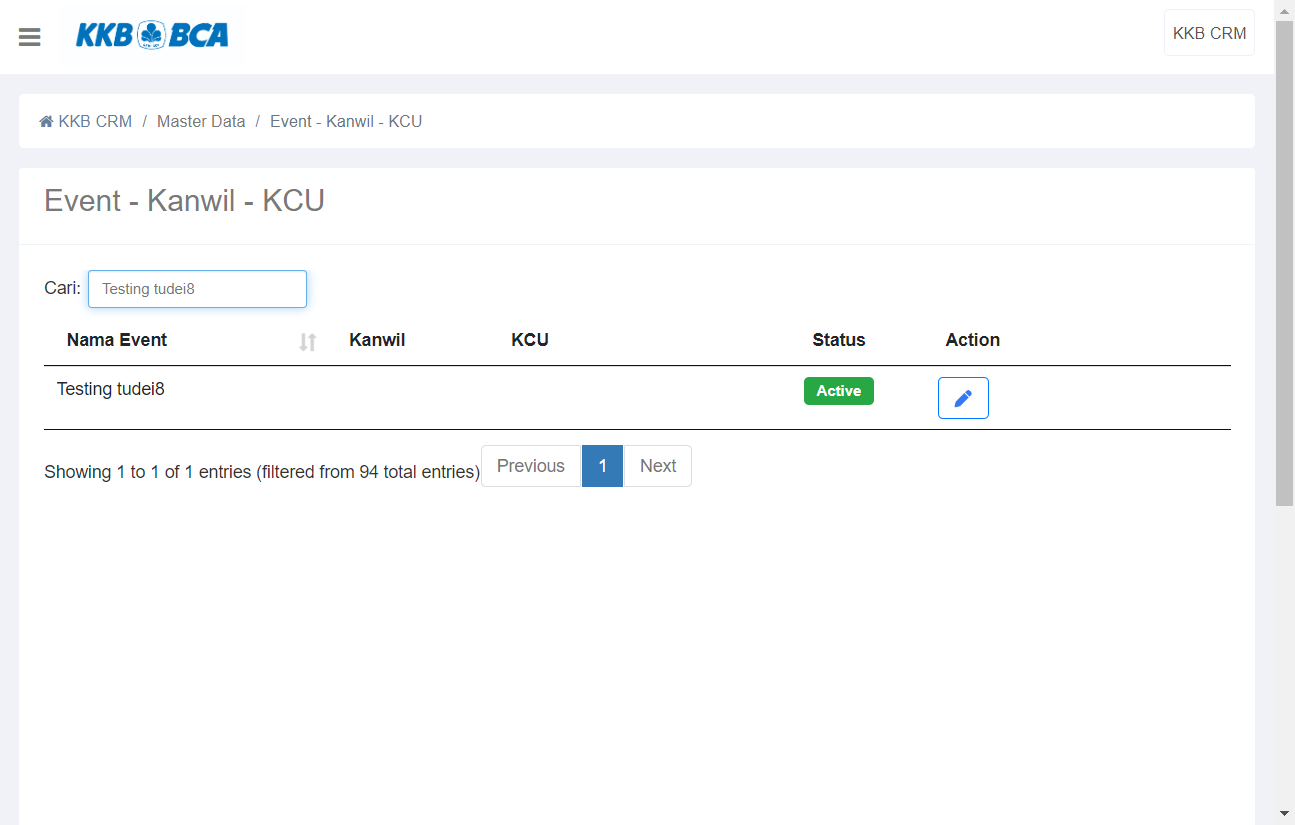 KKB BCA
KKB CRM
KKB CRM / Master Data / Event - Kanwil - KCU
Event - Kanwil - KCU
Cari: Testing tudei8
Nama Event Kanwil KCU Status Action
Testing tudei8 Active
Showing 1 to 1 of 1 entries (filtered from 94 total entries) Previous 1 Next